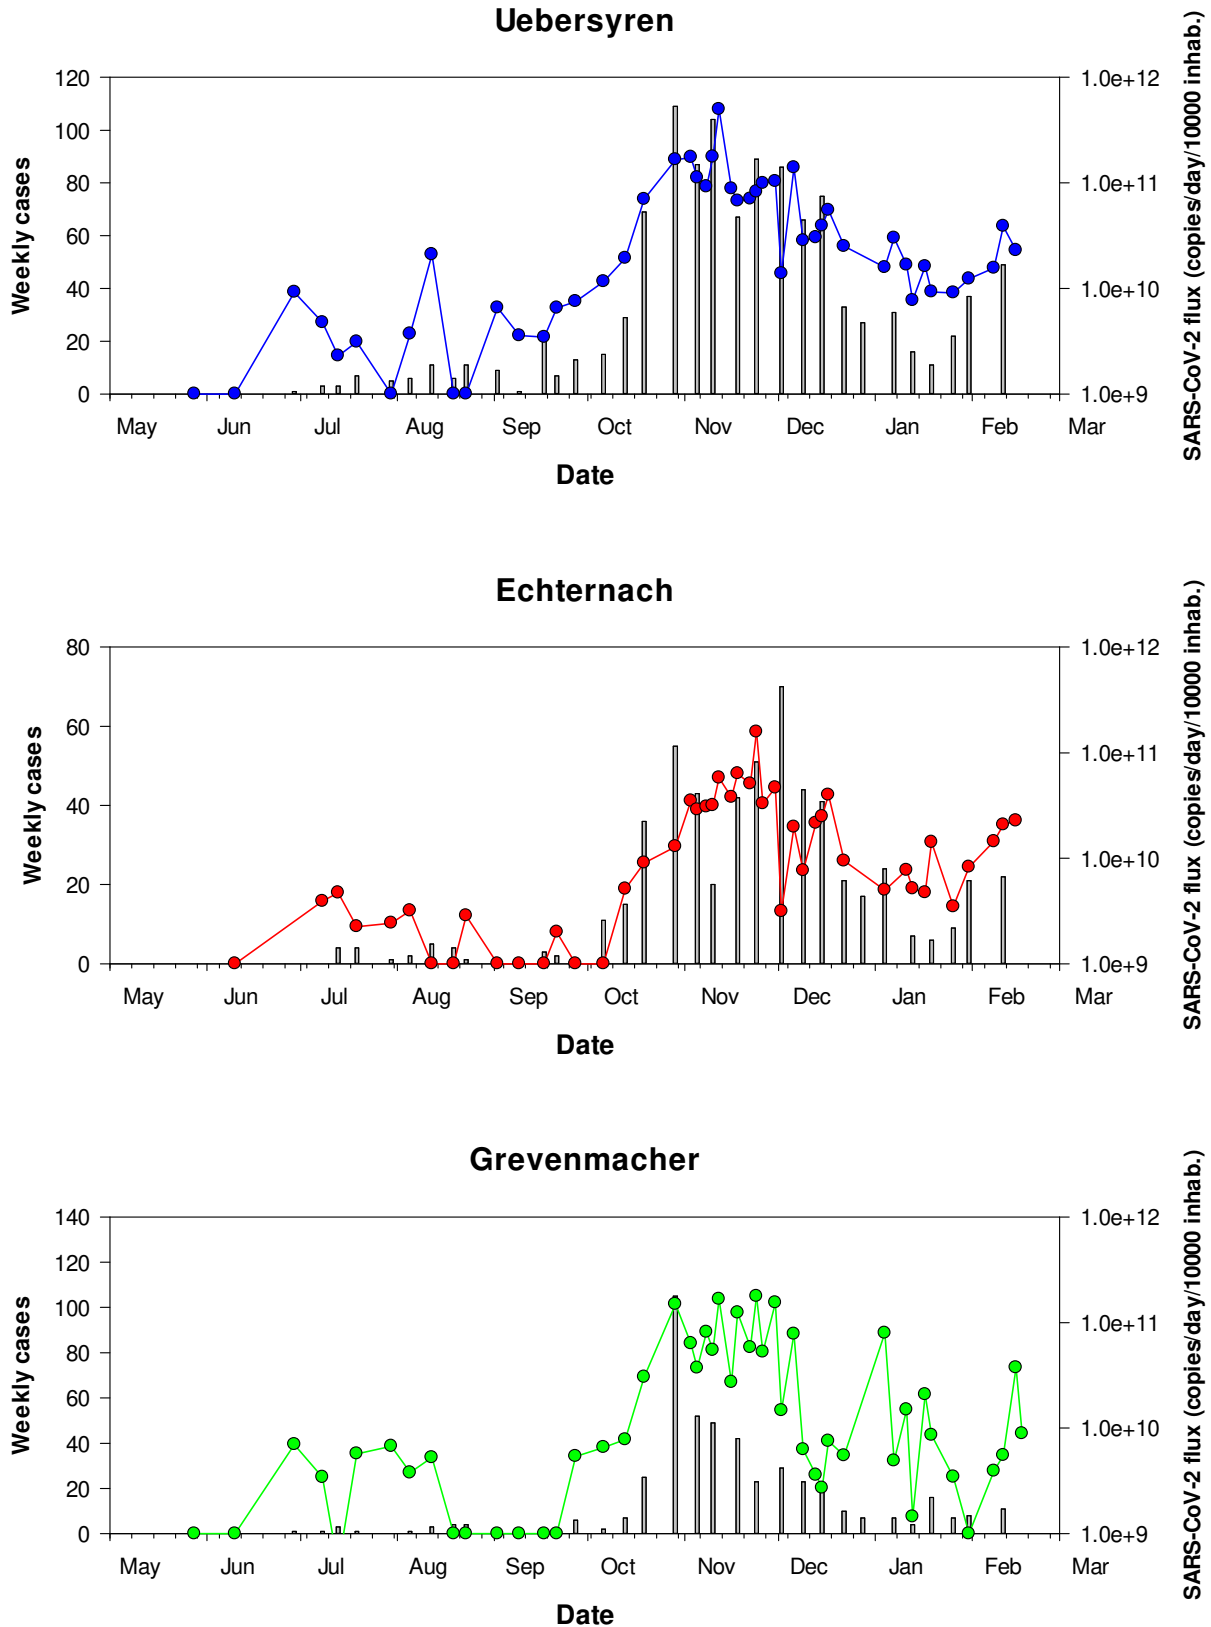 Uebersyren
Weekly cases
120
100
80
60
40
20
0
1.0e+12
1.0e+11
1.0e+10
1.0e+9
SARS-CoV-2 flux (copies/day/10000 inhab.)
May Jun Jul Aug Sep Oct Nov Dec Jan Feb Mar
Date
Echternach
Weekly cases
80
60
40
20
0
1.0e+12
1.0e+11
1.0e+10
1.0e+9
SARS-CoV-2 flux (copies/day/10000 inhab.)
May Jun Jul Aug Sep Oct Nov Dec Jan Feb Mar
Date
Grevenmacher
Weekly cases
140
120
100
80
60
40
20
0
1.0e+12
1.0e+11
1.0e+10
1.0e+9
SARS-CoV-2 flux (copies/day/10000 inhab.)
May Jun Jul Aug Sep Oct Nov Dec Jan Feb Mar
Date